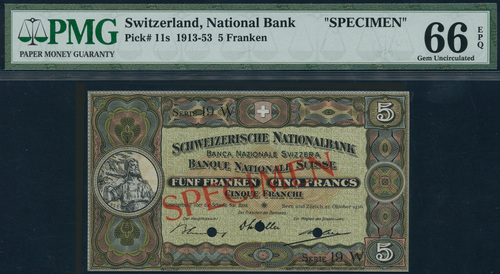 PMG
PAPER MONEY GUARANTY
Switzerland, National Bank "SPECIMEN"
Pick# 11s 1913-53 5 Franken
66 EPQ
Gem Uncirculated
SERIE 19 W
5
SCHWEIZERISCHE NATIONALBANK
BANCA NAZIONALE SVIZZERA
BANQUE NATIONALE SUISSE
FÜNF FRANKEN CINQ FRANCS
CINQUE FRANCHI
SPECIMEN
SERIE 19 W
5